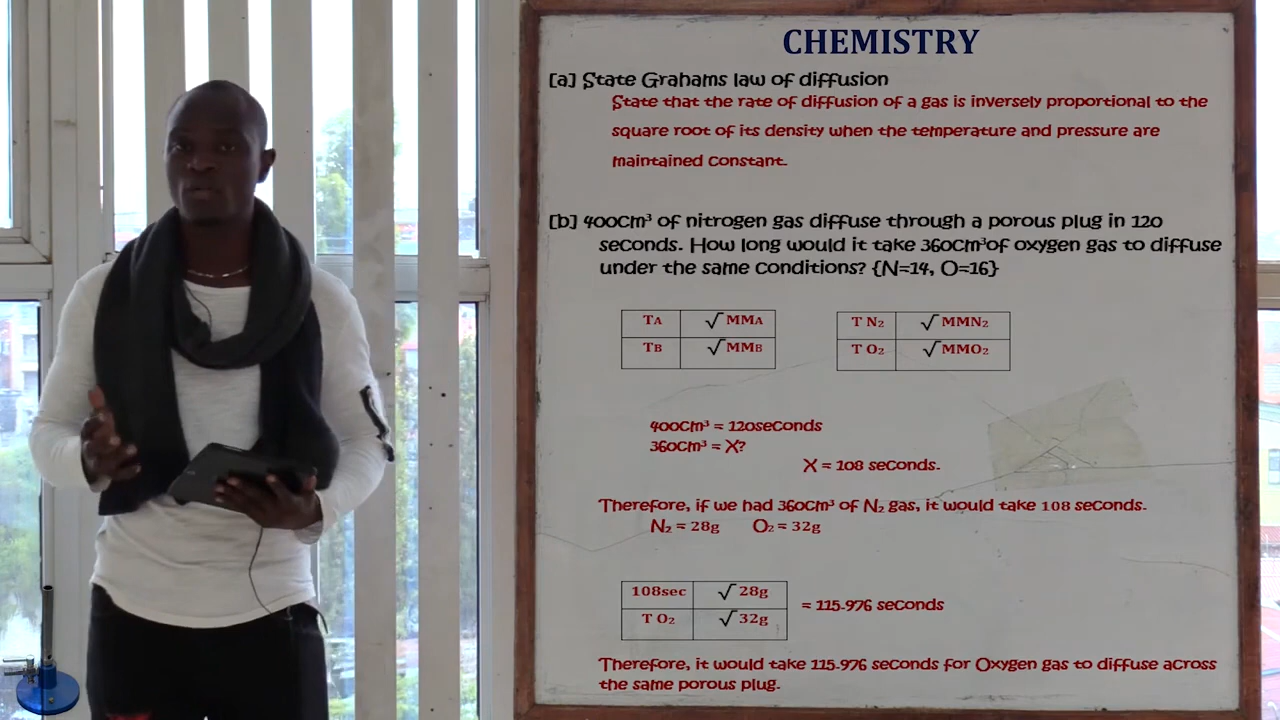 CHEMISTRY
[a] State Grahams law of diffusion
State that the rate of diffusion of a gas is inversely proportional to the
square root of its density when the temperature and pressure are
maintained constant.
[b] 400cm³ of nitrogen gas diffuse through a porous plug in 120
seconds. How long would it take 360cm³of oxygen gas to diffuse
under the same conditions? {N=14, O=16}
TA √MMA T N₂ √MMN₂
TB √MMB T O₂ √MMO₂
400cm³ = 120seconds
360cm³ = X?
X = 108 seconds.
Therefore, if we had 360cm³ of N₂ gas, it would take 108 seconds.
N₂ = 28g O₂ = 32g
108sec √28g
= 115.976 seconds
T O₂ √32g
Therefore, it would take 115.976 seconds for Oxygen gas to diffuse across
the same porous plug.